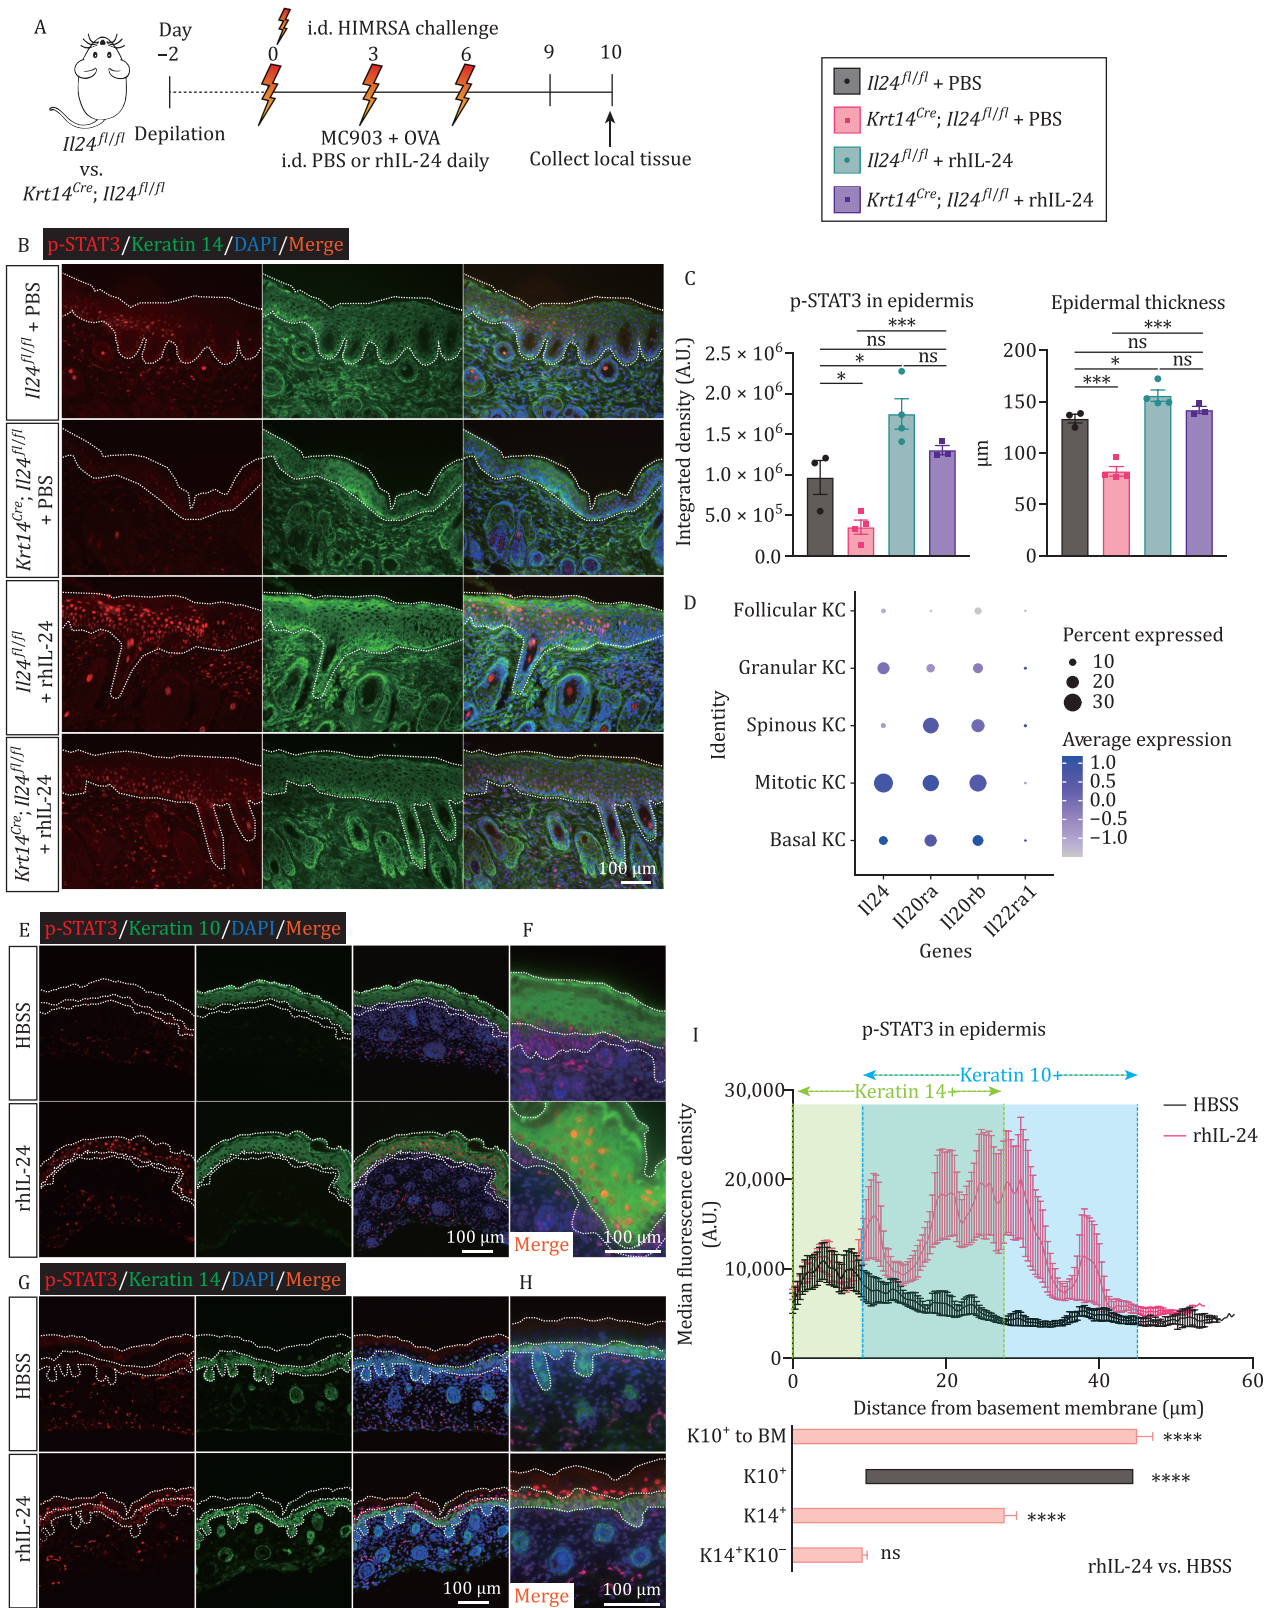 A
Day
i.d. HIMRSA challenge
−2 0 3 6 9 10
Depilation
MC903 + OVA
i.d. PBS or rhIL-24 daily
Collect local tissue
Il24fl/fl
vs.
Krt14Cre; Il24fl/fl
Il24fl/fl + PBS
Krt14Cre; Il24fl/fl + PBS
Il24fl/fl + rhIL-24
Krt14Cre; Il24fl/fl + rhIL-24
B p-STAT3/Keratin 14/DAPI/Merge
Il24fl/fl + PBS
Krt14Cre; Il24fl/fl
+ PBS
Il24fl/fl
+ rhIL-24
Krt14Cre; Il24fl/fl
+ rhIL-24
100 μm
C
p-STAT3 in epidermis
Integrated density (A.U.)
2.5 × 10⁶
2.0 × 10⁶
1.5 × 10⁶
1.0 × 10⁶
5.0 × 10⁵
0.0
***
ns
* ns
*
Epidermal thickness
μm
200
150
100
50
0
***
ns
* ns
***
D
Identity
Follicular KC
Granular KC
Spinous KC
Mitotic KC
Basal KC
Il24 Il20ra Il20rb Il22ra1
Genes
Percent expressed
10
20
30
Average expression
1.0
0.5
0.0
−0.5
−1.0
E p-STAT3/Keratin 10/DAPI/Merge F
HBSS
rhIL-24
100 μm
Merge 100 μm
G p-STAT3/Keratin 14/DAPI/Merge H
HBSS
rhIL-24
100 μm
Merge 100 μm
I
p-STAT3 in epidermis
Keratin 10+
Keratin 14+
HBSS
rhIL-24
Median fluorescence density
(A.U.)
30,000
20,000
10,000
0
0 20 40 60
Distance from basement membrane (μm)
K10⁺ to BM ****
K10⁺ ****
K14⁺ ****
K14⁺K10⁻ ns
rhIL-24 vs. HBSS